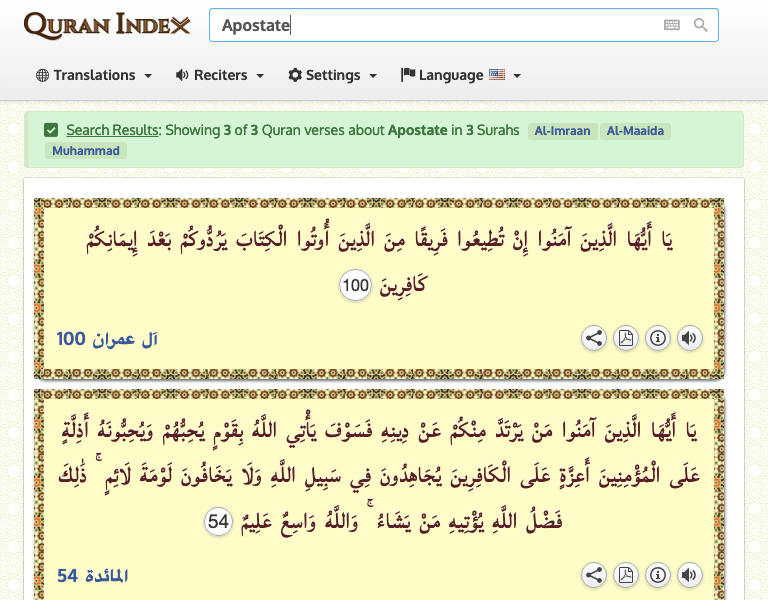 QURAN INDEX
Apostate
Translations
Reciters
Settings
Language
Search Results: Showing 3 of 3 Quran verses about Apostate in 3 Surahs Al-Imraan Al-Maaida
Muhammad
يَا أَيُّهَا الَّذِينَ آمَنُوا إِنْ تُطِيعُوا فَرِيقًا مِنَ الَّذِينَ أُوتُوا الْكِتَابَ يَرُدُّوكُمْ بَعْدَ إِيمَانِكُمْ
كَافِرِينَ 100
آل عمران 100
يَا أَيُّهَا الَّذِينَ آمَنُوا مَنْ يَرْتَدَّ مِنْكُمْ عَنْ دِينِهِ فَسَوْفَ يَأْتِي اللَّهُ بِقَوْمٍ يُحِبُّهُمْ وَيُحِبُّونَهُ أَذِلَّةٍ
عَلَى الْمُؤْمِنِينَ أَعِزَّةٍ عَلَى الْكَافِرِينَ يُجَاهِدُونَ فِي سَبِيلِ اللَّهِ وَلَا يَخَافُونَ لَوْمَةَ لَائِمٍ ۚ ذَٰلِكَ
فَضْلُ اللَّهِ يُؤْتِيهِ مَنْ يَشَاءُ ۚ وَاللَّهُ وَاسِعٌ عَلِيمٌ 54
المائدة 54